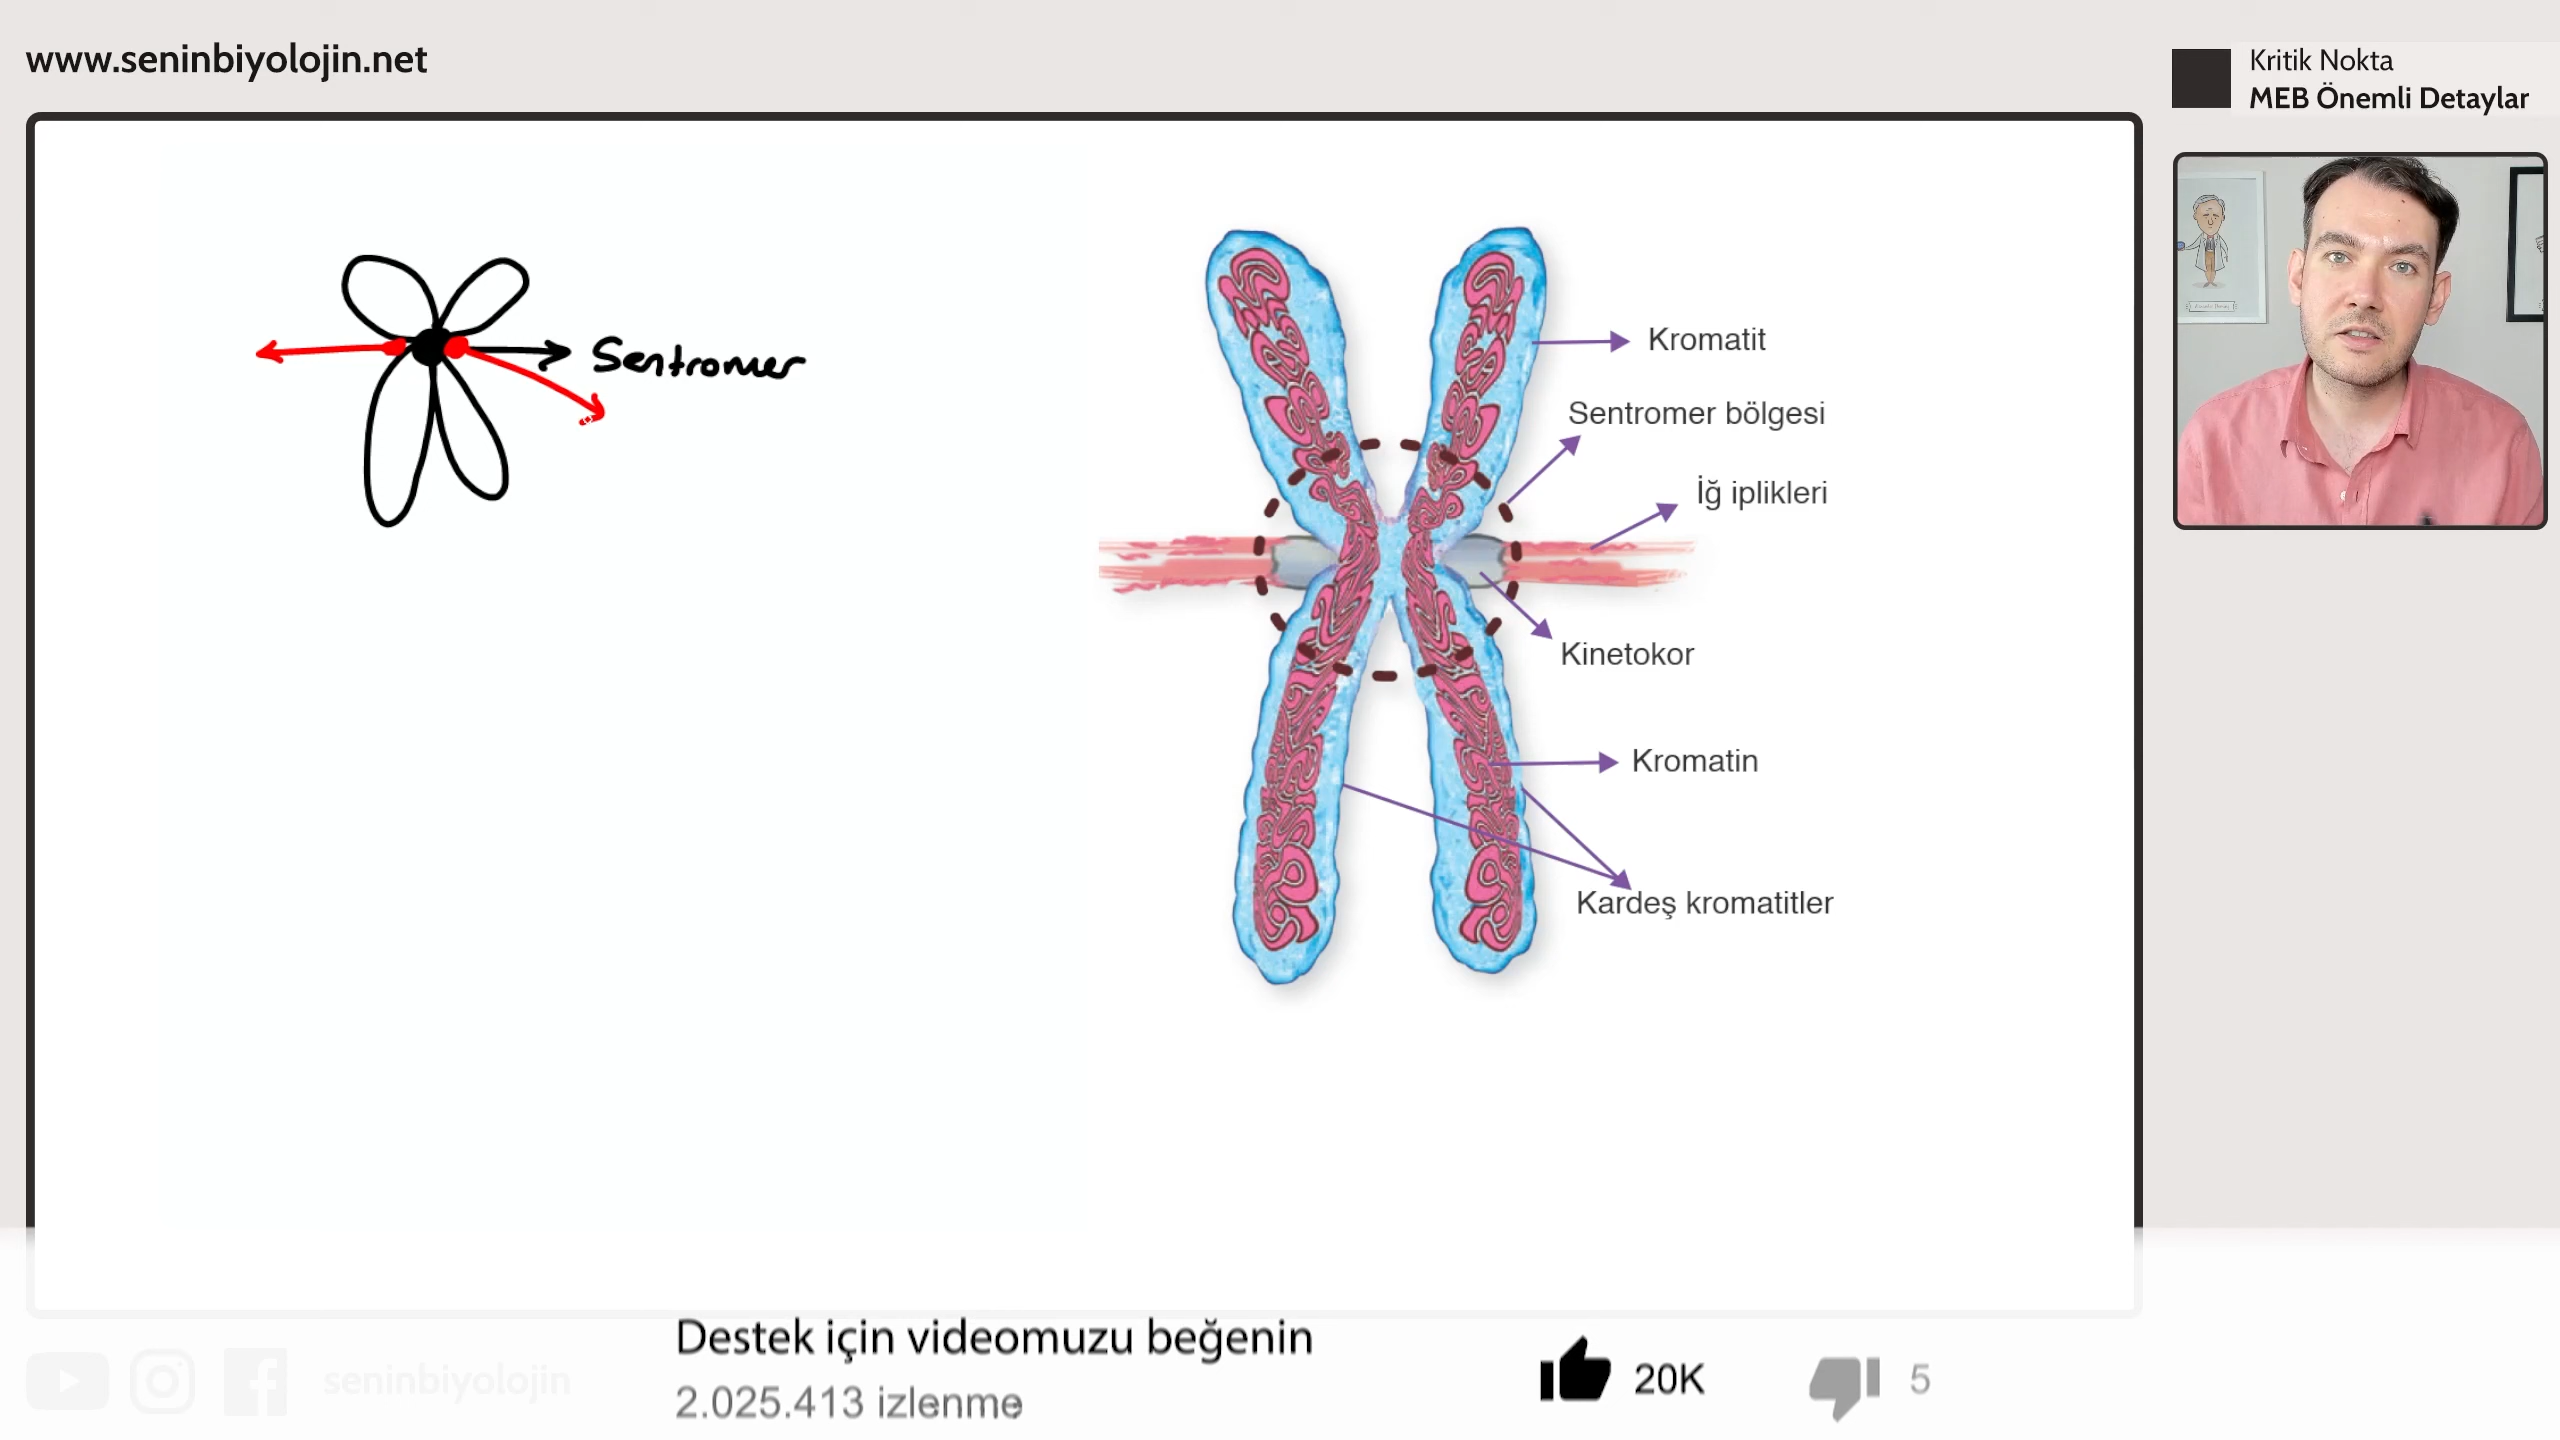 www.seninbiyolojin.net
Kritik Nokta
MEB Önemli Detaylar
Sentromer
Kromatit
Sentromer bölgesi
İğ iplikleri
Kinetokor
Kromatin
Kardeş kromatitler
Destek için videomuzu beğenin
2.025.413 izlenme
20K
5
seninbiyolojin